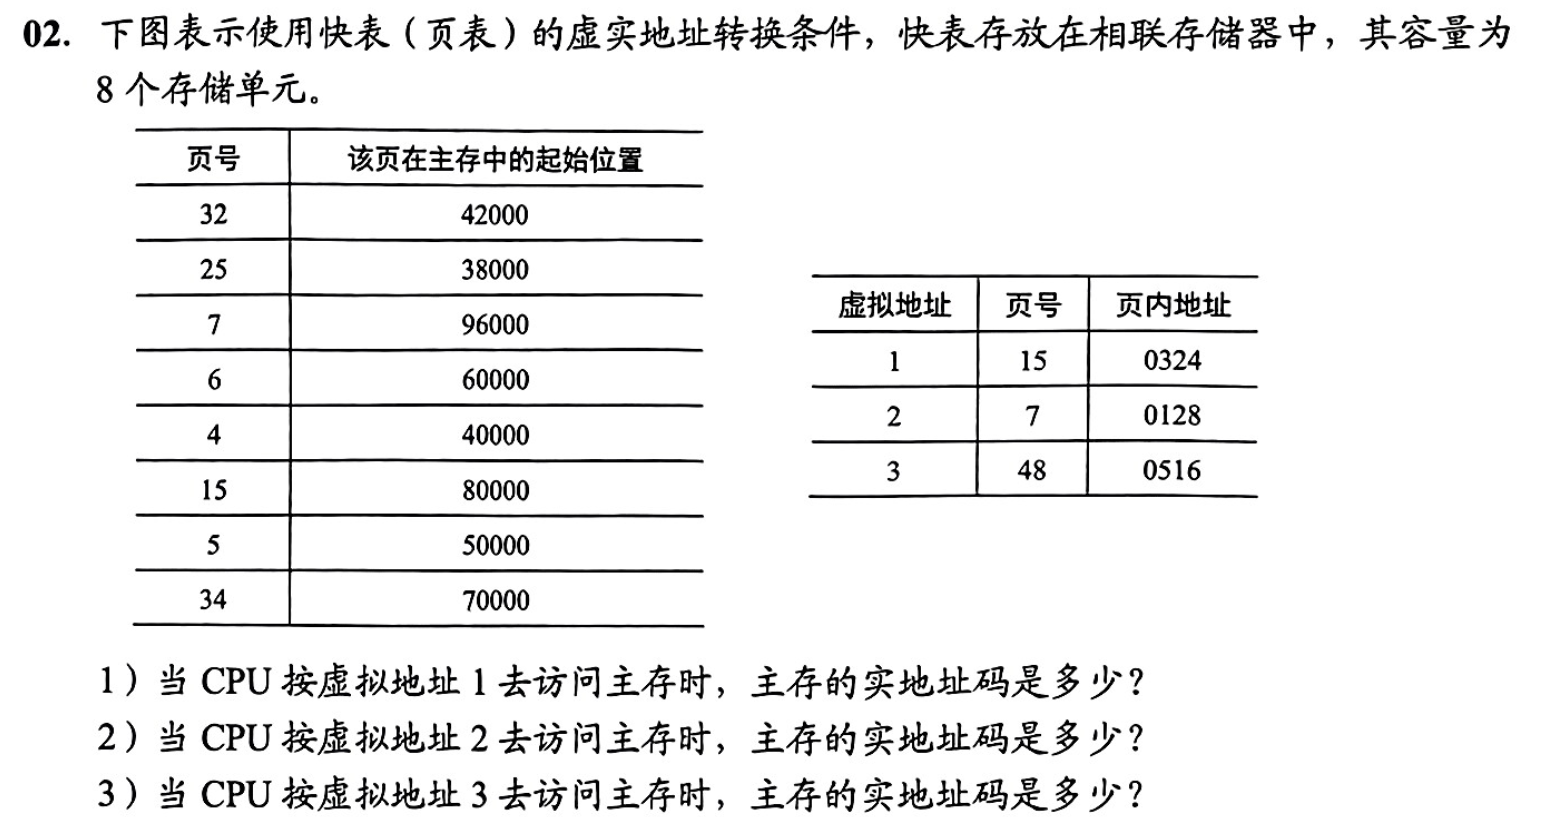 02. 下图表示使用快表（页表）的虚实地址转换条件，快表存放在相联存储器中，其容量为
8 个存储单元。
页号 该页在主存中的起始位置
32 42000
25 38000
7 96000
6 60000
4 40000
15 80000
5 50000
34 70000
虚拟地址 页号 页内地址
1 15 0324
2 7 0128
3 48 0516
1）当 CPU 按虚拟地址 1 去访问主存时，主存的实地址码是多少？
2）当 CPU 按虚拟地址 2 去访问主存时，主存的实地址码是多少？
3）当 CPU 按虚拟地址 3 去访问主存时，主存的实地址码是多少？